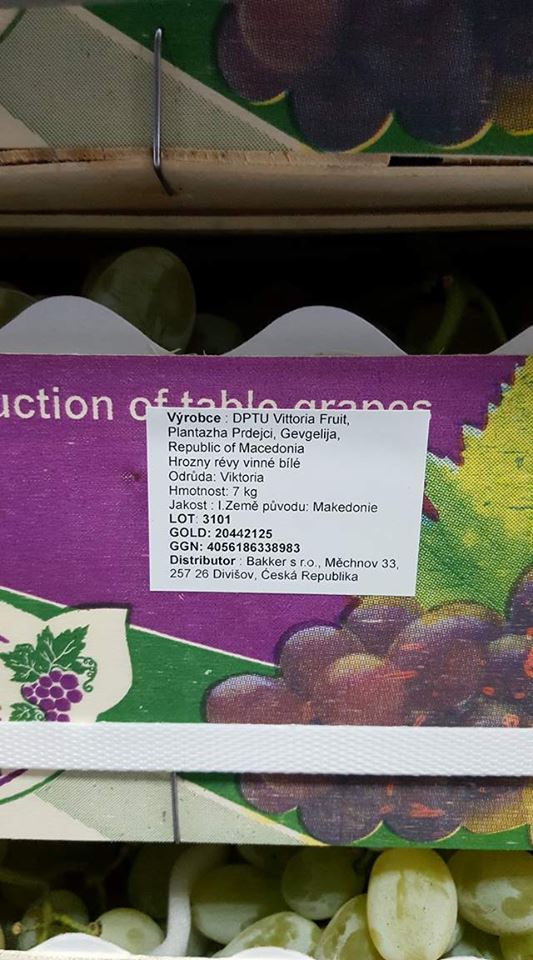 uction of table grapes
Výrobce : DPTU Vittoria Fruit,
Plantazha Prdejci, Gevgelija,
Republic of Macedonia
Hrozny révy vinné bílé
Odrůda: Viktoria
Hmotnost: 7 kg
Jakost : I.Země původu: Makedonie
LOT: 3101
GOLD: 20442125
GGN: 4056186338983
Distributor : Bakker s r.o., Měchnov 33,
257 26 Divišov, Česká Republika